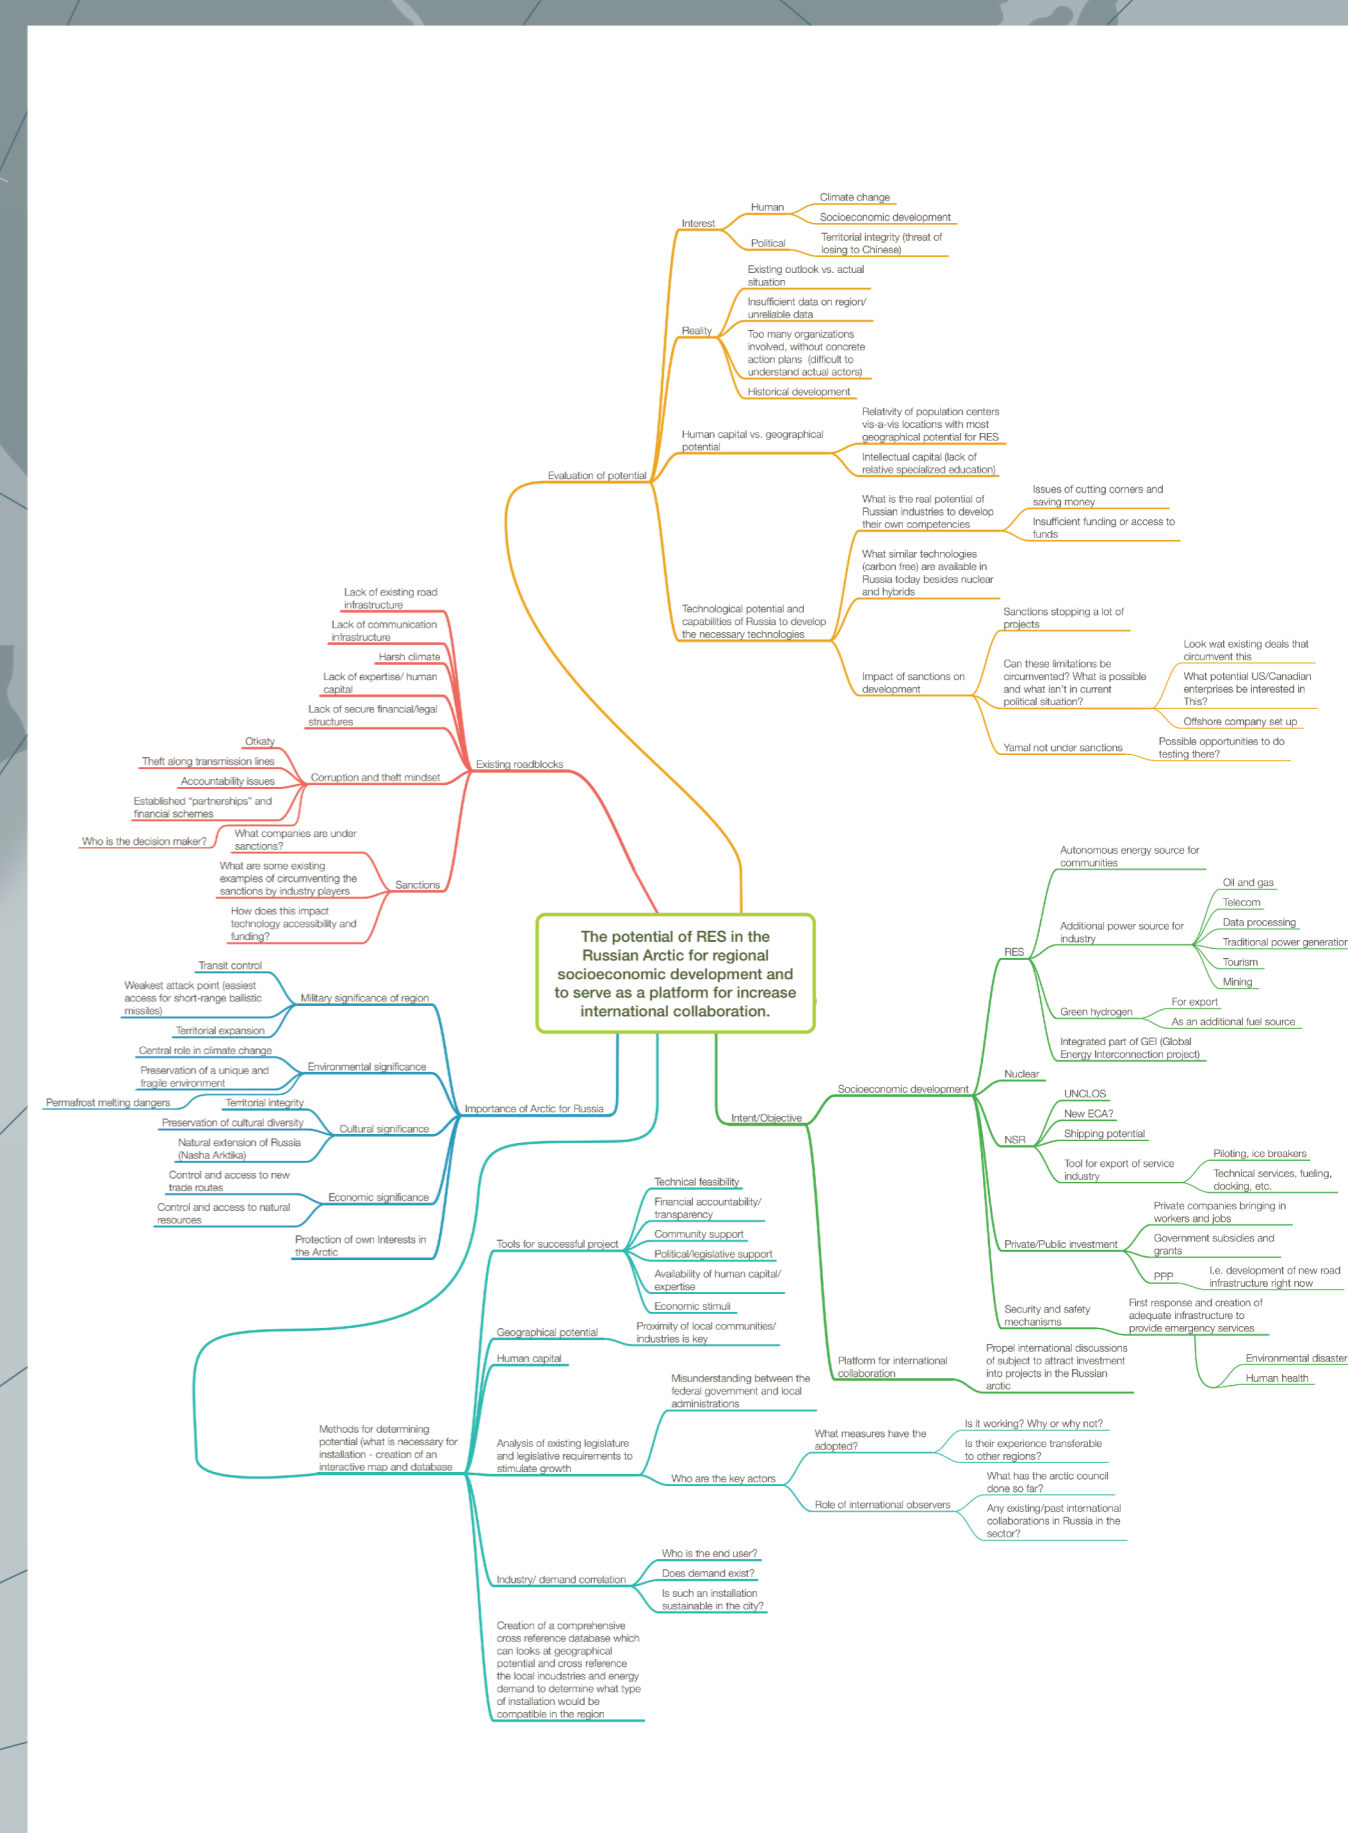 Climate change
Human
Socioeconomic development
Interest
Political
Territorial integrity (threat of
losing to Chinese)
Existing outlook vs. actual
situation
Insufficient data on region/
unreliable data
Reality
Too many organizations
involved, without concrete
action plans (difficult to
understand actual actors)
Historical development
Relativity of population centers
vis-a-vis locations with most
geographical potential for RES
Human capital vs. geographical
potential
Intellectual capital (lack of
relative specialized education)
Evaluation of potential
What is the real potential of
Russian industries to develop
their own competencies
Issues of cutting corners and
saving money
Insufficient funding or access to
funds
What similar technologies
(carbon free) are available in
Russia today besides nuclear
and hybrids
Technological potential and
capabilities of Russia to develop
the necessary technologies
Sanctions stopping a lot of
projects
Impact of sanctions on
development
Can these limitations be
circumvented? What is possible
and what isn't in current
political situation?
Look wat existing deals that
circumvent this
What potential US/Canadian
enterprises be interested in
This?
Offshore company set up
Yamal not under sanctions
Possible opportunities to do
testing there?
Lack of existing road
infrastructure
Lack of communication
infrastructure
Harsh climate
Lack of expertise/ human
capital
Lack of secure financial/legal
structures
Existing roadblocks
Otkaty
Theft along transmission lines
Accountability issues
Corruption and theft mindset
Established "partnerships" and
financial schemes
Who is the decision maker?
What companies are under
sanctions?
What are some existing
examples of circumventing the
sanctions by industry players
Sanctions
How does this impact
technology accessibility and
funding?
The potential of RES in the
Russian Arctic for regional
socioeconomic development and
to serve as a platform for increase
international collaboration.
Transit control
Weakest attack point (easiest
access for short-range ballistic
missiles)
Military significance of region
Territorial expansion
Central role in climate change
Preservation of a unique and
fragile environment
Environmental significance
Permafrost melting dangers
Importance of Arctic for Russia
Territorial integrity
Preservation of cultural diversity
Cultural significance
Natural extension of Russia
(Nasha Arktika)
Control and access to new
trade routes
Economic significance
Control and access to natural
resources
Protection of own Interests in
the Arctic
Autonomous energy source for
communities
RES
Additional power source for
industry
Oil and gas
Telecom
Data processing
Traditional power generation
Tourism
Mining
Green hydrogen
For export
As an additional fuel source
Integrated part of GEI (Global
Energy Interconnection project)
Nuclear
Socioeconomic development
Intent/Objective
UNCLOS
New ECA?
NSR
Shipping potential
Tool for export of service
industry
Piloting, ice breakers
Technical services, fueling,
docking, etc.
Private companies bringing in
workers and jobs
Private/Public investment
Government subsidies and
grants
PPP
I.e. development of new road
infrastructure right now
Security and safety
mechanisms
First response and creation of
adequate infrastructure to
provide emergency services
Environmental disaster
Human health
Platform for international
collaboration
Propel international discussions
of subject to attract investment
into projects in the Russian
arctic
Technical feasibility
Financial accountability/
transparency
Community support
Tools for successful project
Political/legislative support
Availability of human capital/
expertise
Economic stimuli
Geographical potential
Proximity of local communities/
industries is key
Human capital
Methods for determining
potential (what is necessary for
installation - creation of an
interactive map and database
Analysis of existing legislature
and legislative requirements to
stimulate growth
Misunderstanding between the
federal government and local
administrations
Who are the key actors
What measures have the
adopted?
Is it working? Why or why not?
Is their experience transferable
to other regions?
Role of international observers
What has the arctic council
done so far?
Any existing/past international
collaborations in Russia in the
sector?
Industry/ demand correlation
Who is the end user?
Does demand exist?
Is such an installation
sustainable in the city?
Creation of a comprehensive
cross reference database which
can looks at geographical
potential and cross reference
the local incudstries and energy
demand to determine what type
of installation would be
compatible in the region